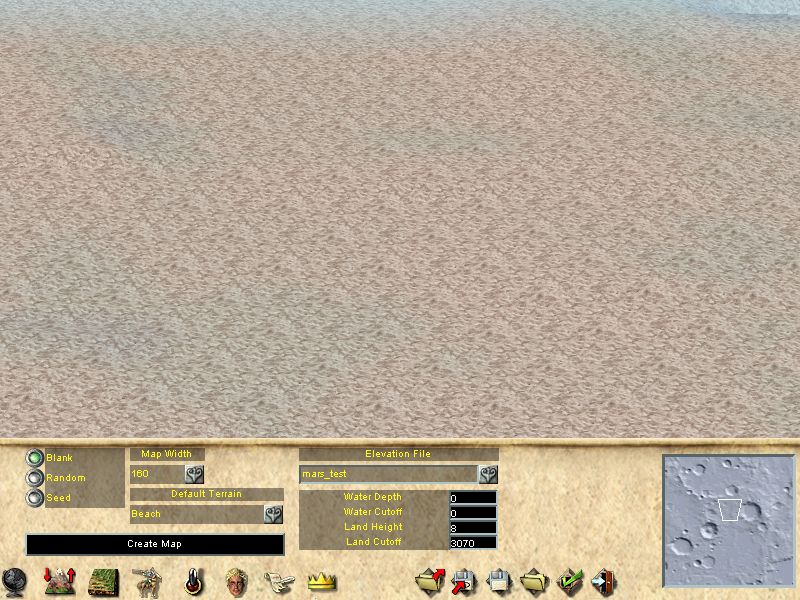 Blank
Random
Seed
Map Width
160
Default Terrain
Beach
Create Map
Elevation File
mars_test
Water Depth 0
Water Cutoff 0
Land Height 8
Land Cutoff 3070